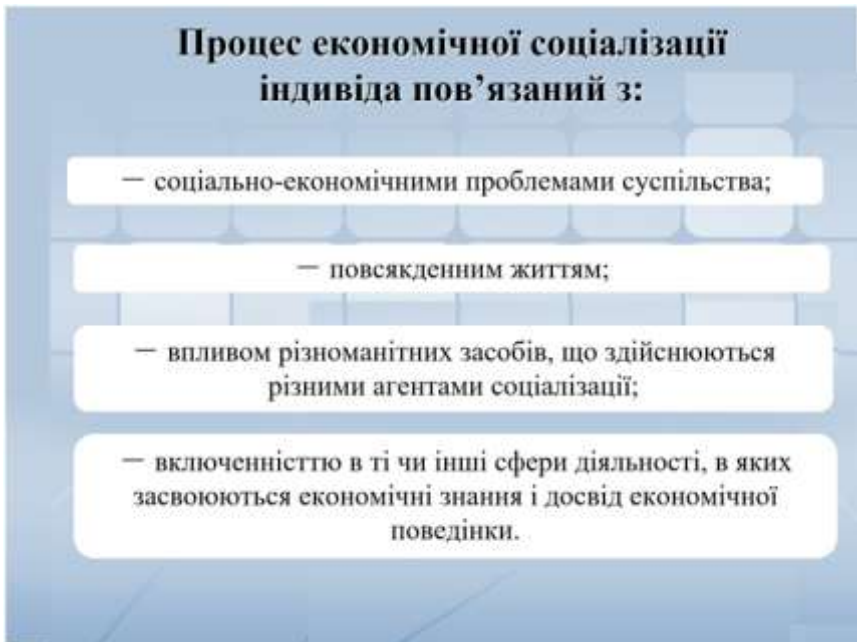 Процес економічної соціалізації
індивіда пов’язаний з:
— соціально-економічними проблемами суспільства;
— повсякденним життям;
— впливом різноманітних засобів, що здійснюються
різними агентами соціалізації;
— включенністтю в ті чи інші сфери діяльності, в яких
засвоюються економічні знання і досвід економічної
поведінки.